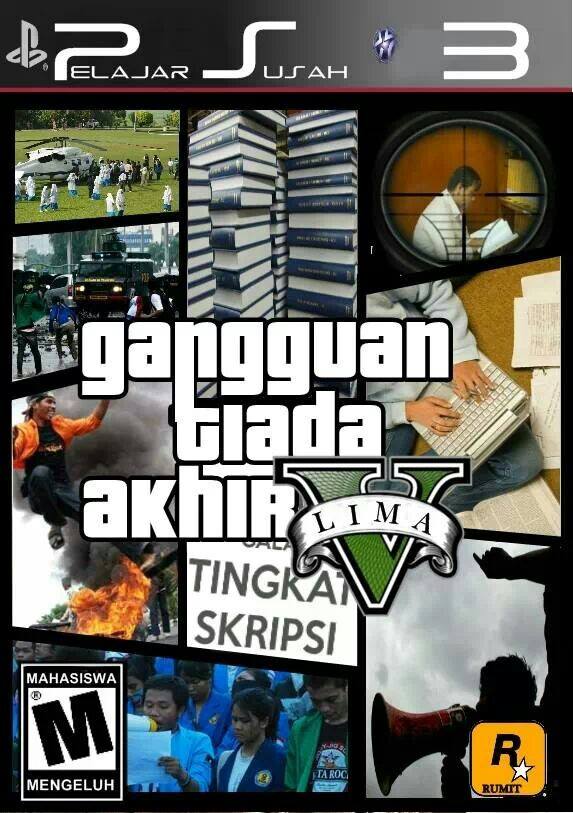 Pelajar Susah 3
gangguan
tiada
akhir
V
LIMA
TINGKAT
SKRIPSI
MAHASISWA
M
MENGELUH
R
RUMIT